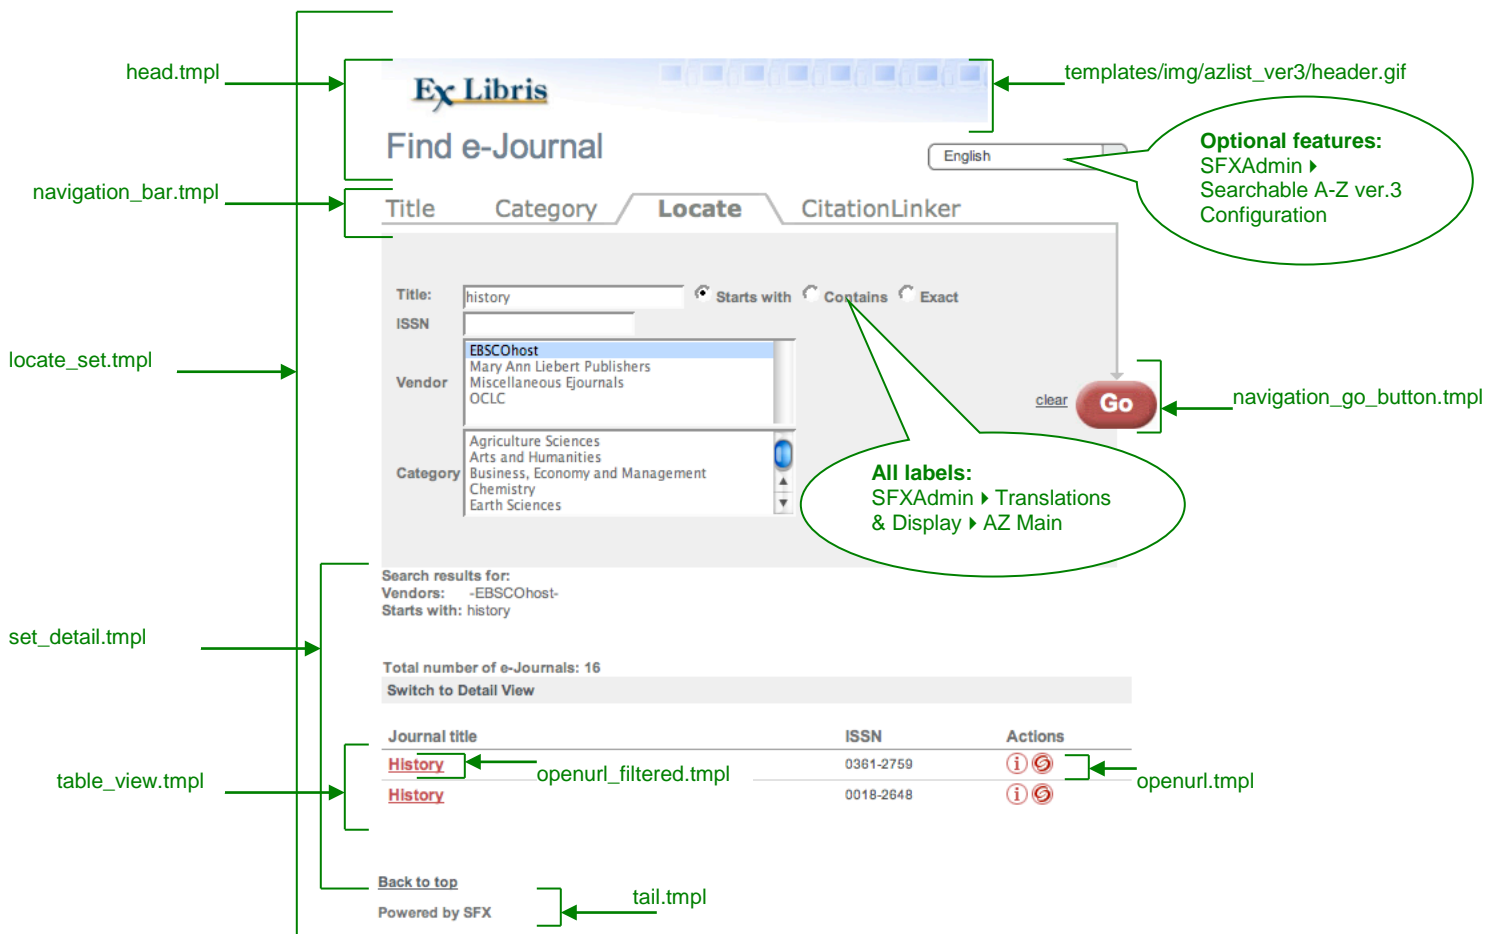 head.tmpl
Ex Libris
templates/img/azlist_ver3/header.gif
Find e-Journal
English
Optional features:
SFXAdmin ▸
Searchable A-Z ver.3
Configuration
navigation_bar.tmpl
Title Category Locate CitationLinker
Title: history Starts with Contains Exact
ISSN
locate_set.tmpl
Vendor
EBSCOhost
Mary Ann Liebert Publishers
Miscellaneous Ejournals
OCLC
clear Go
navigation_go_button.tmpl
Category
Agriculture Sciences
Arts and Humanities
Business, Economy and Management
Chemistry
Earth Sciences
All labels:
SFXAdmin ▸ Translations
& Display ▸ AZ Main
Search results for:
Vendors: -EBSCOhost-
Starts with: history
set_detail.tmpl
Total number of e-Journals: 16
Switch to Detail View
Journal title ISSN Actions
History 0361-2759 i
openurl_filtered.tmpl
openurl.tmpl
table_view.tmpl
History 0018-2648 i
Back to top
tail.tmpl
Powered by SFX